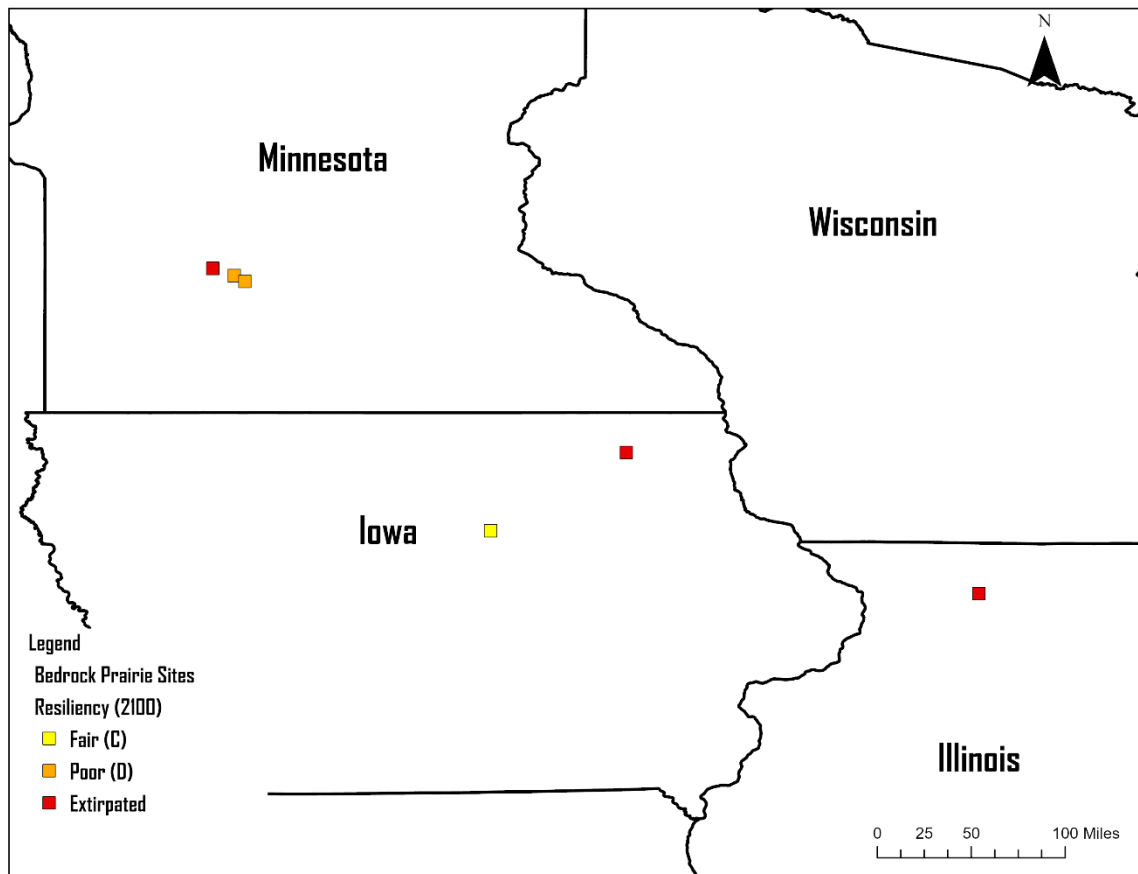 N
Minnesota
Wisconsin
Iowa
Illinois
Legend
Bedrock Prairie Sites
Resiliency (2100)
Fair (C)
Poor (D)
Extirpated
0 25 50 100 Miles